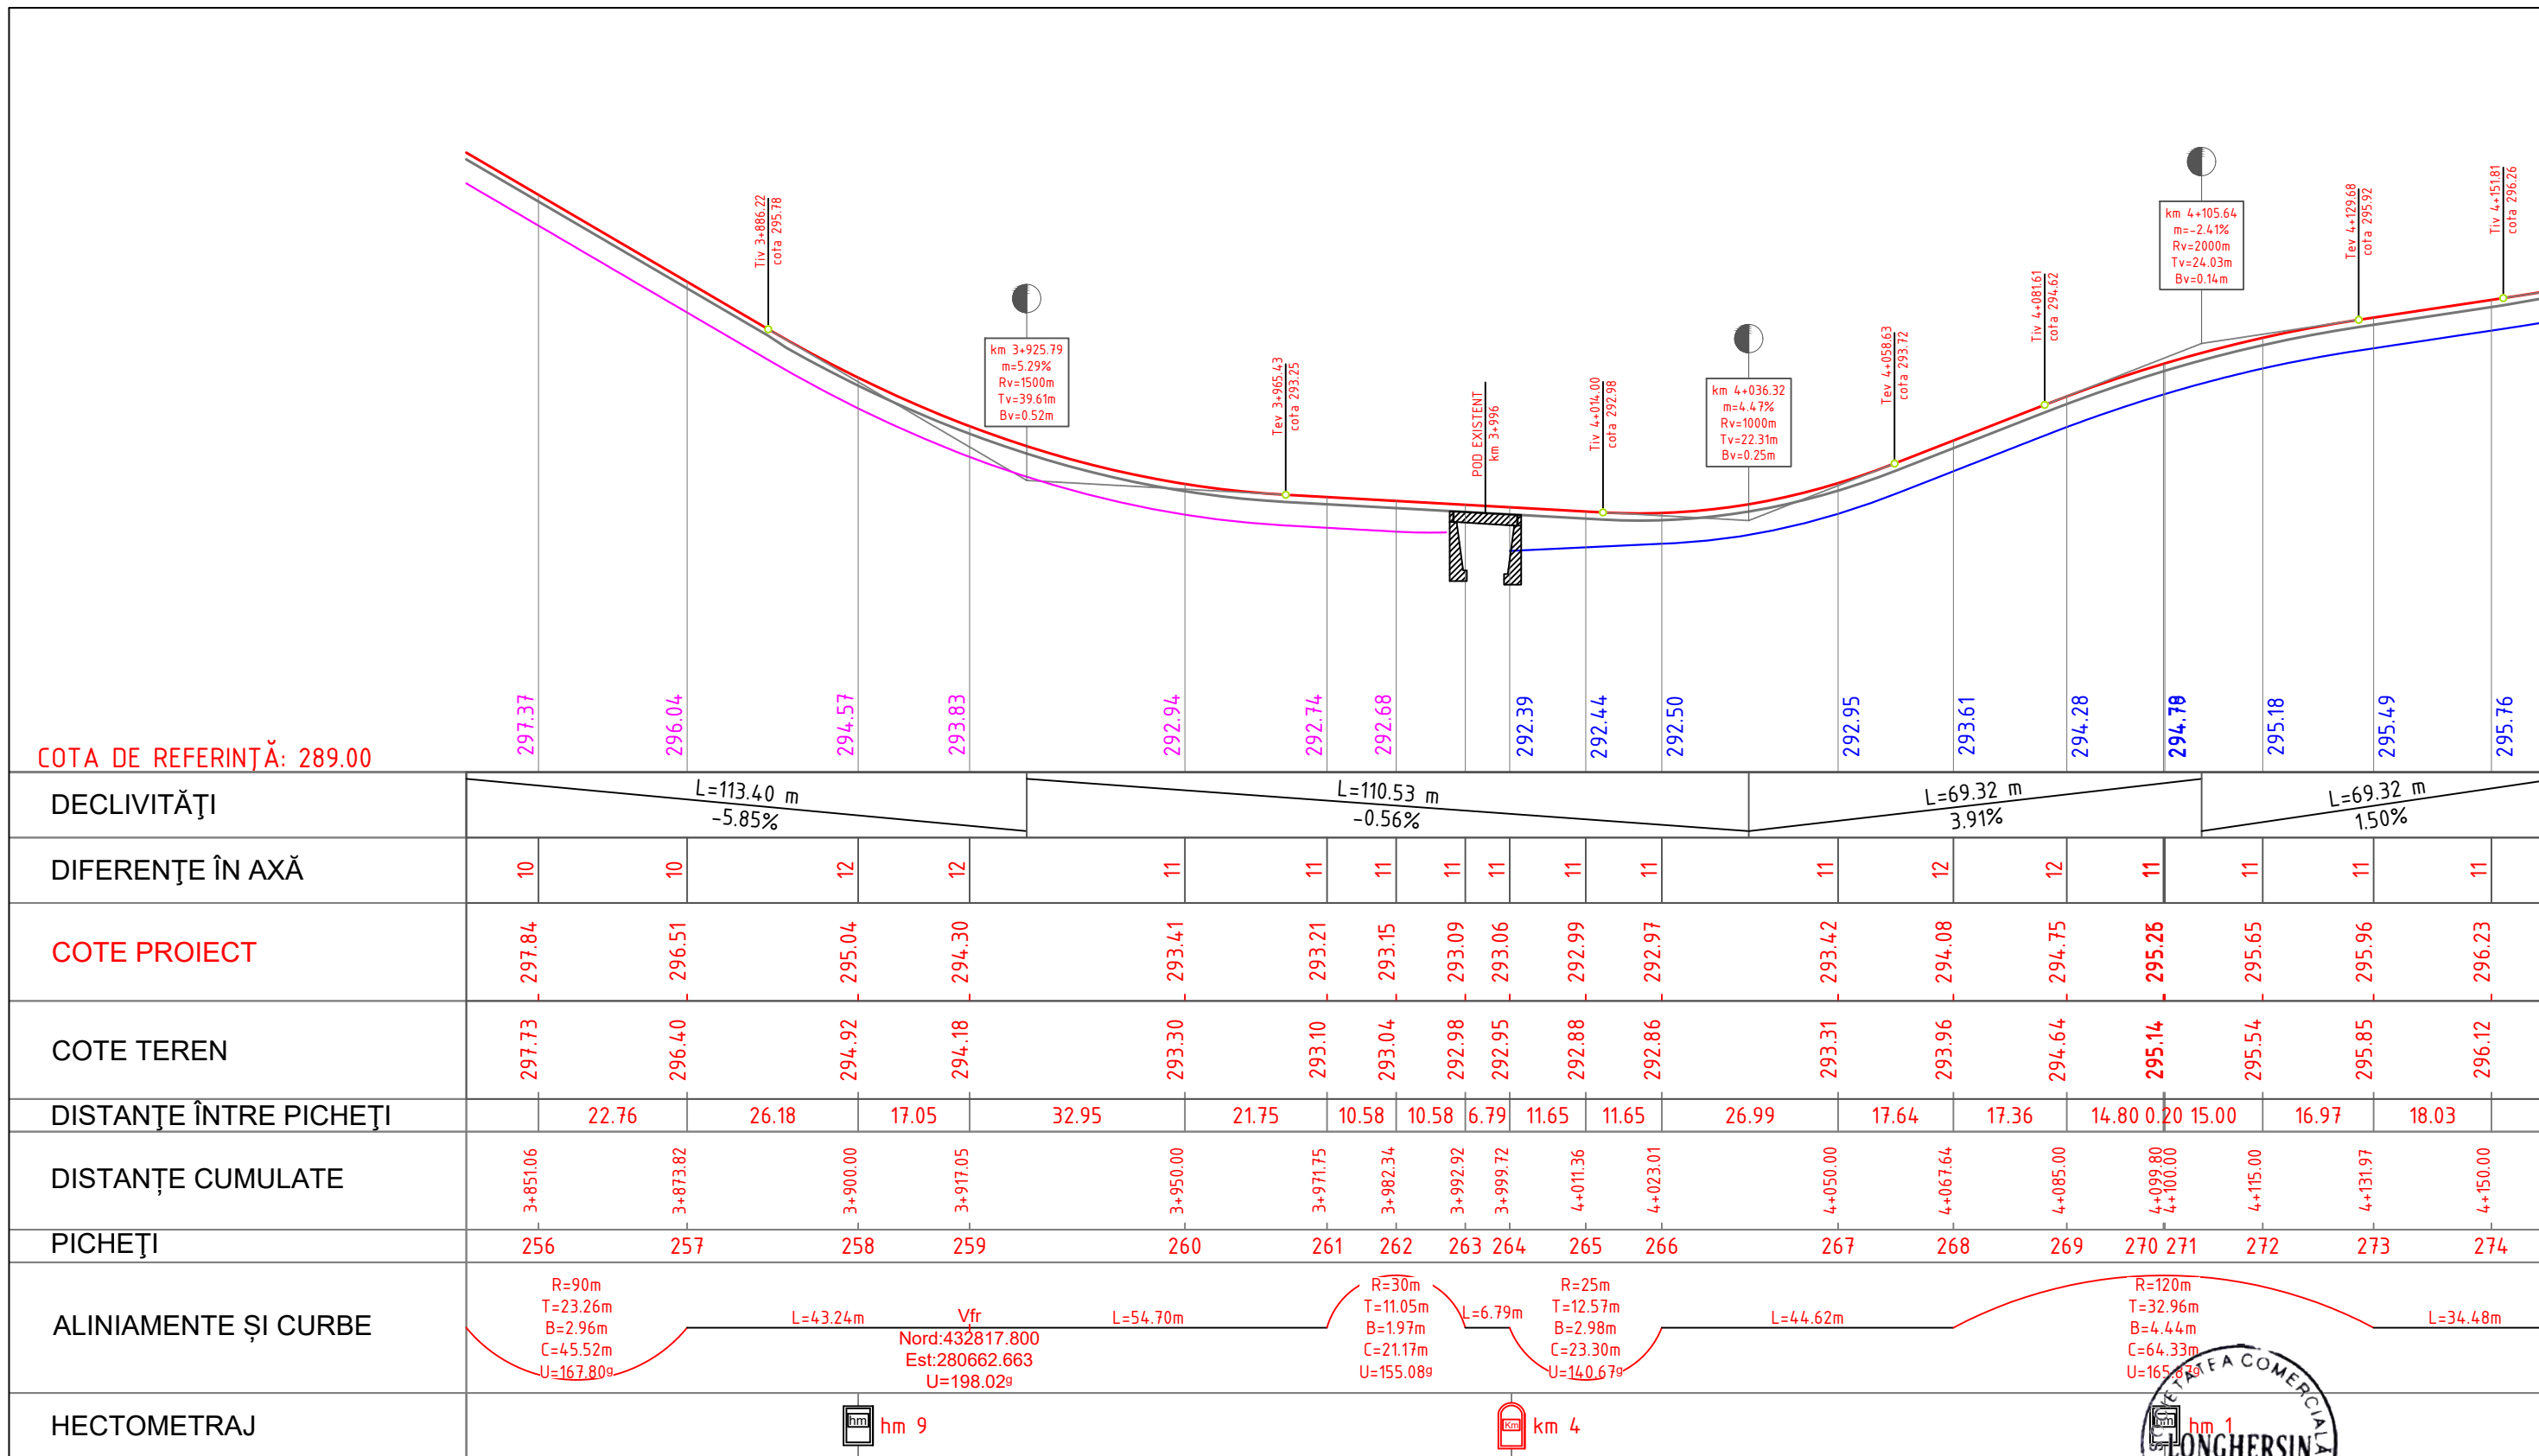 Tiv 3+886.22
cota 295.78
km 3+925.79
m=5.29%
Rv=1500m
Tv=39.61m
Bv=0.52m
Tev 3+965.43
cota 293.25
POD EXISTENT
km 3+996
Tiv 4+014.00
cota 292.98
km 4+036.32
m=4.47%
Rv=1000m
Tv=22.31m
Bv=0.25m
Tev 4+058.63
cota 293.72
Tiv 4+081.61
cota 294.62
km 4+105.64
m=-2.41%
Rv=2000m
Tv=24.03m
Bv=0.14m
Tev 4+129.68
cota 295.92
Tiv 4+151.81
cota 296.26
297.37 296.04 294.57 293.83 292.94 292.74 292.68 292.39 292.44 292.50 292.95 293.61 294.28 295.18 295.49 295.76
COTA DE REFERINŢĂ: 289.00
DECLIVITĂŢI
L=113.40 m
-5.85%
L=110.53 m
-0.56%
L=69.32 m
3.91%
L=69.32 m
1.50%
DIFERENŢE ÎN AXĂ
10 10 12 12 11 11 11 11 11 11 11 11 12 12 11 11 11 11
COTE PROIECT
297.84 296.51 295.04 294.30 293.41 293.21 293.15 293.09 293.06 292.99 292.97 293.42 294.08 294.75 295.65 295.96 296.23
COTE TEREN
297.73 296.40 294.92 294.18 293.30 293.10 293.04 292.98 292.95 292.88 292.86 293.31 293.96 294.64 295.14 295.54 295.85 296.12
DISTANŢE ÎNTRE PICHEŢI
22.76 26.18 17.05 32.95 21.75 10.58 10.58 6.79 11.65 11.65 26.99 17.64 17.36 14.80 0.20 15.00 16.97 18.03
DISTANȚE CUMULATE
3+851.06 3+873.82 3+900.00 3+917.05 3+950.00 3+971.75 3+982.34 3+992.92 3+999.72 4+011.36 4+023.01 4+050.00 4+067.64 4+085.00 4+099.80 4+100.00 4+115.00 4+131.97 4+150.00
PICHEŢI
256 257 258 259 260 261 262 263 264 265 266 267 268 269 270 271 272 273 274
ALINIAMENTE ȘI CURBE
R=90m
T=23.26m
B=2.96m
C=45.52m
U=167.80g
L=43.24m
Vfr
Nord:432817.800
Est:280662.663
U=198.02g
L=54.70m
R=30m
T=11.05m
B=1.97m
C=21.17m
U=155.08g
L=6.79m
R=25m
T=12.57m
B=2.98m
C=23.30m
U=140.67g
L=44.62m
R=120m
T=32.96m
B=4.44m
C=64.33m
L=34.48m
HECTOMETRAJ
hm
hm 9
Km
km 4
hm
hm 1
COMERCIALĂ
LONGHERSIN